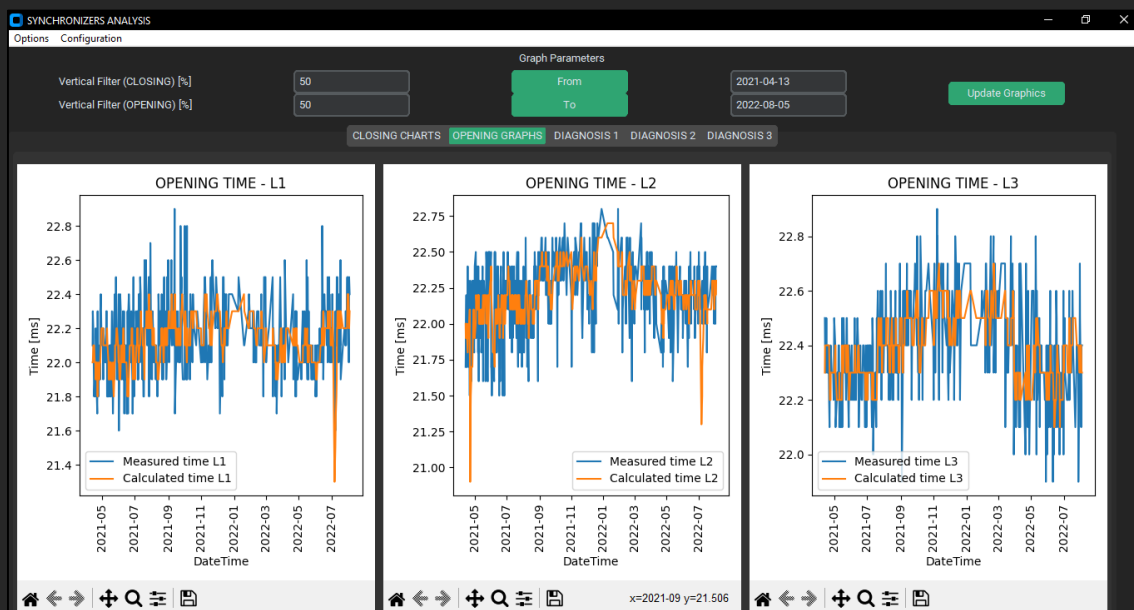 SYNCHRONIZERS ANALYSIS
Options Configuration
Graph Parameters
Vertical Filter (CLOSING) [%] 50 From 2021-04-13
Vertical Filter (OPENING) [%] 50 To 2022-08-05
Update Graphics
CLOSING CHARTS OPENING GRAPHS DIAGNOSIS 1 DIAGNOSIS 2 DIAGNOSIS 3
OPENING TIME - L1
Time [ms]
22.8
22.6
22.4
22.2
22.0
21.8
21.6
21.4
Measured time L1
Calculated time L1
2021-05 2021-07 2021-09 2021-11 2022-01 2022-03 2022-05 2022-07
DateTime
OPENING TIME - L2
Time [ms]
22.75
22.50
22.25
22.00
21.75
21.50
21.25
21.00
Measured time L2
Calculated time L2
2021-05 2021-07 2021-09 2021-11 2022-01 2022-03 2022-05 2022-07
DateTime
x=2021-09 y=21.506
OPENING TIME - L3
Time [ms]
22.8
22.6
22.4
22.2
22.0
Measured time L3
Calculated time L3
2021-05 2021-07 2021-09 2021-11 2022-01 2022-03 2022-05 2022-07
DateTime